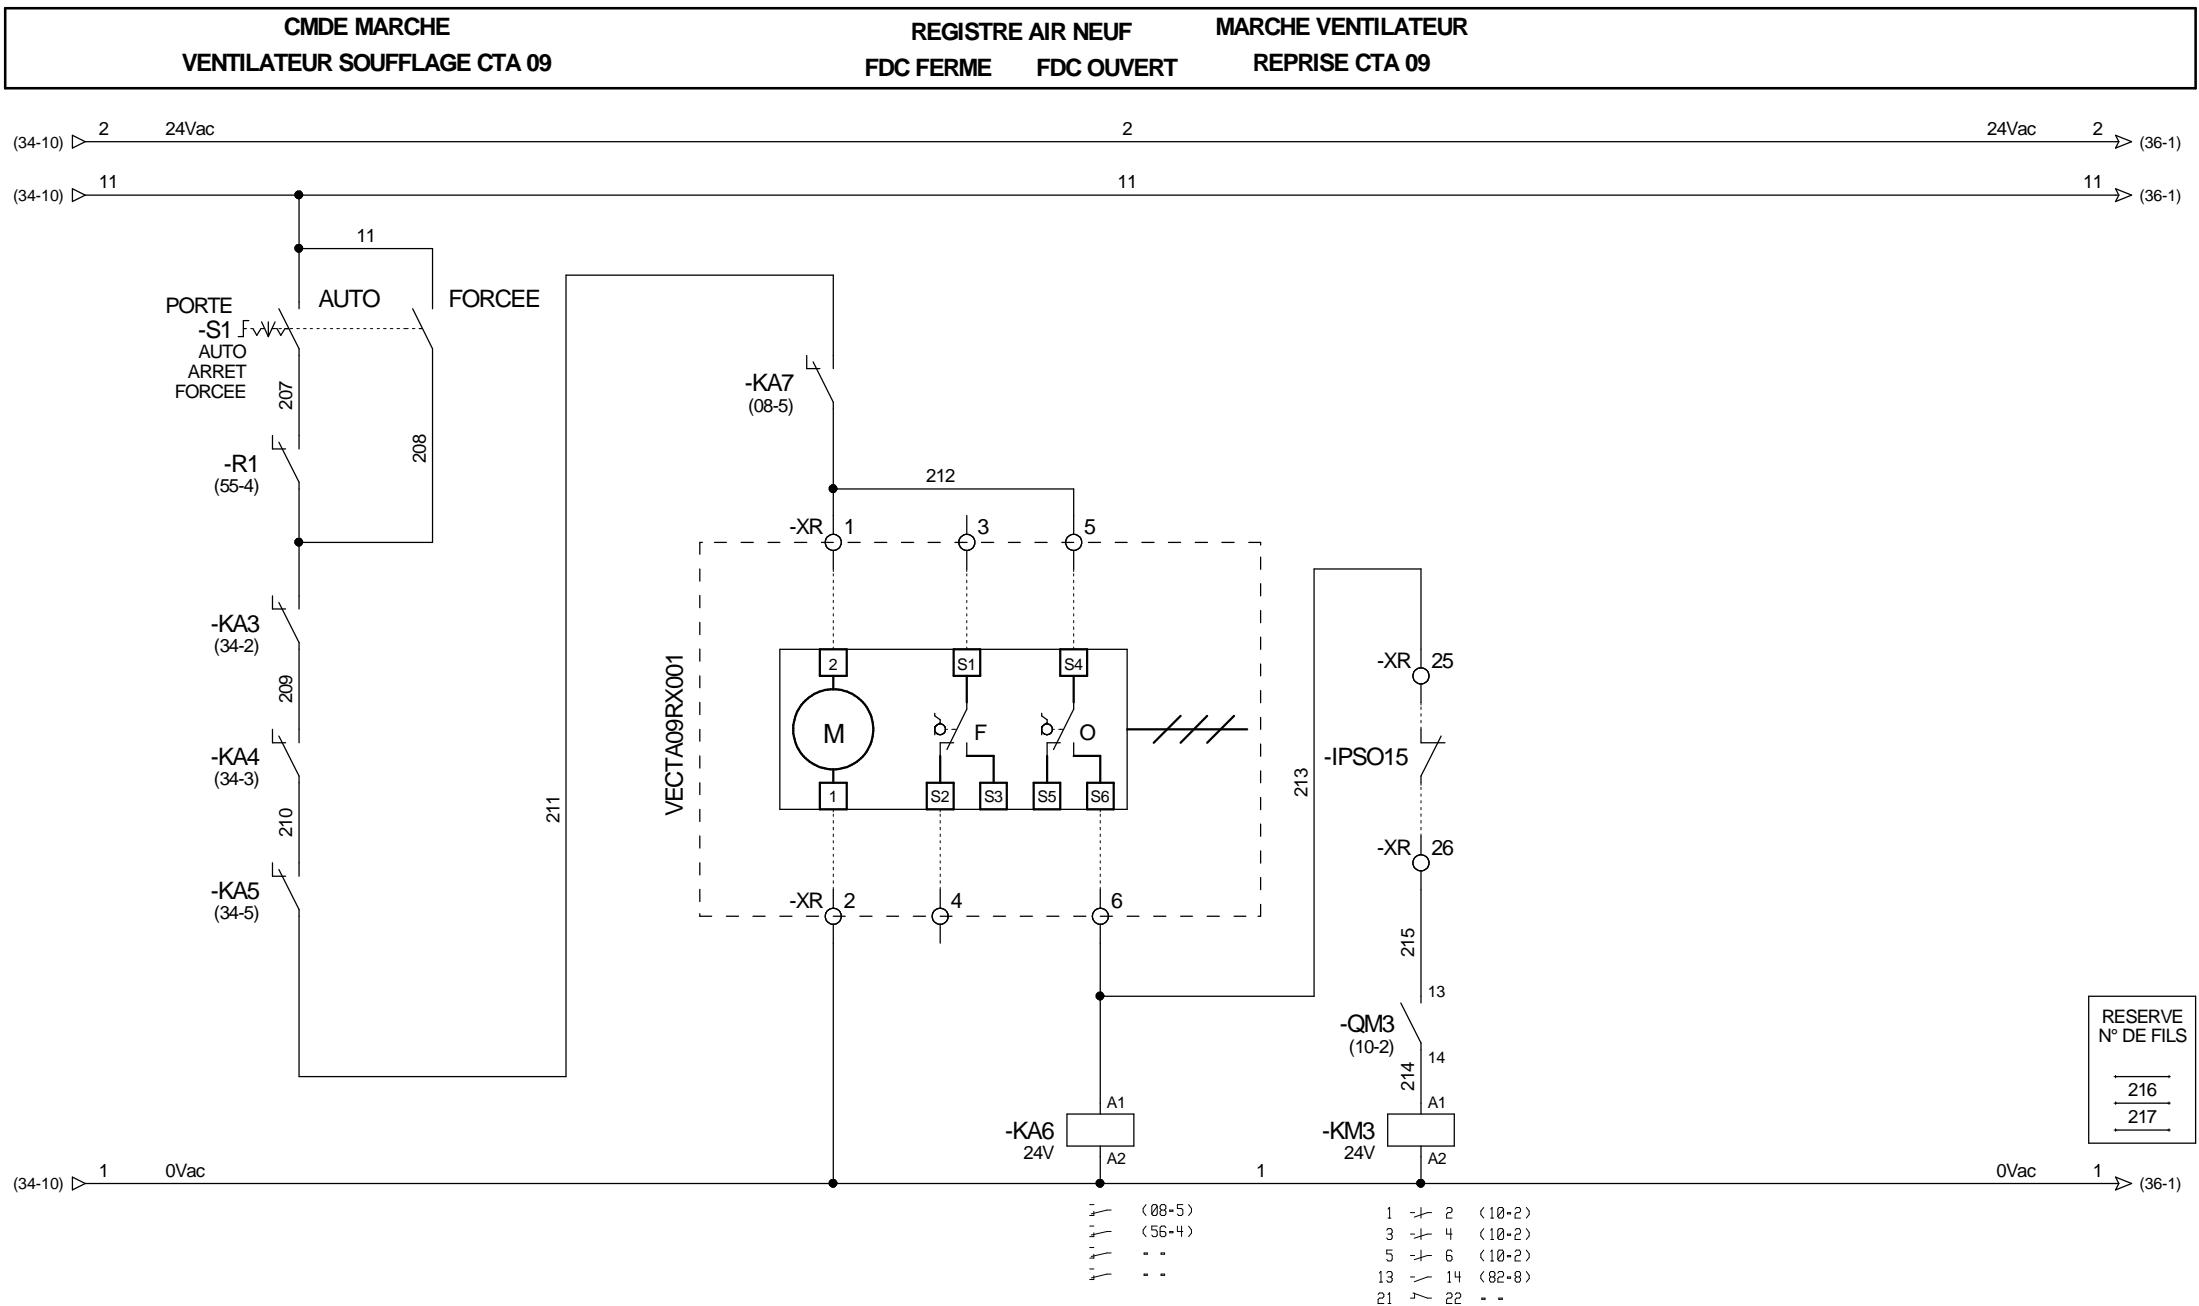 CMDE MARCHE
VENTILATEUR SOUFFLAGE CTA 09
REGISTRE AIR NEUF
FDC FERME FDC OUVERT
MARCHE VENTILATEUR
REPRISE CTA 09
(34-10) 2 24Vac 2 24Vac 2 (36-1)
(34-10) 11 11 11 (36-1)
11
PORTE
-S1
AUTO
ARRET
FORCEE
AUTO FORCEE
207
208
-R1
(55-4)
-KA3
(34-2)
209
-KA4
(34-3)
210
-KA5
(34-5)
211
-KA7
(08-5)
212
-XR 1 3 5
VECTA09RX001
2 S1 S4
M F O
1 S2 S3 S5 S6
-XR 2 4 6
213
-XR 25
-IPSO15
-XR 26
215
13
-QM3
(10-2)
14
214
A1
-KA6
24V
A2
A1
-KM3
24V
A2
RESERVE
N° DE FILS
216
217
(34-10) 1 0Vac 1 0Vac 1 (36-1)
(08-5)
(56-4)
- -
- -
1 2 (10-2)
3 4 (10-2)
5 6 (10-2)
13 14 (82-8)
21 22 - -